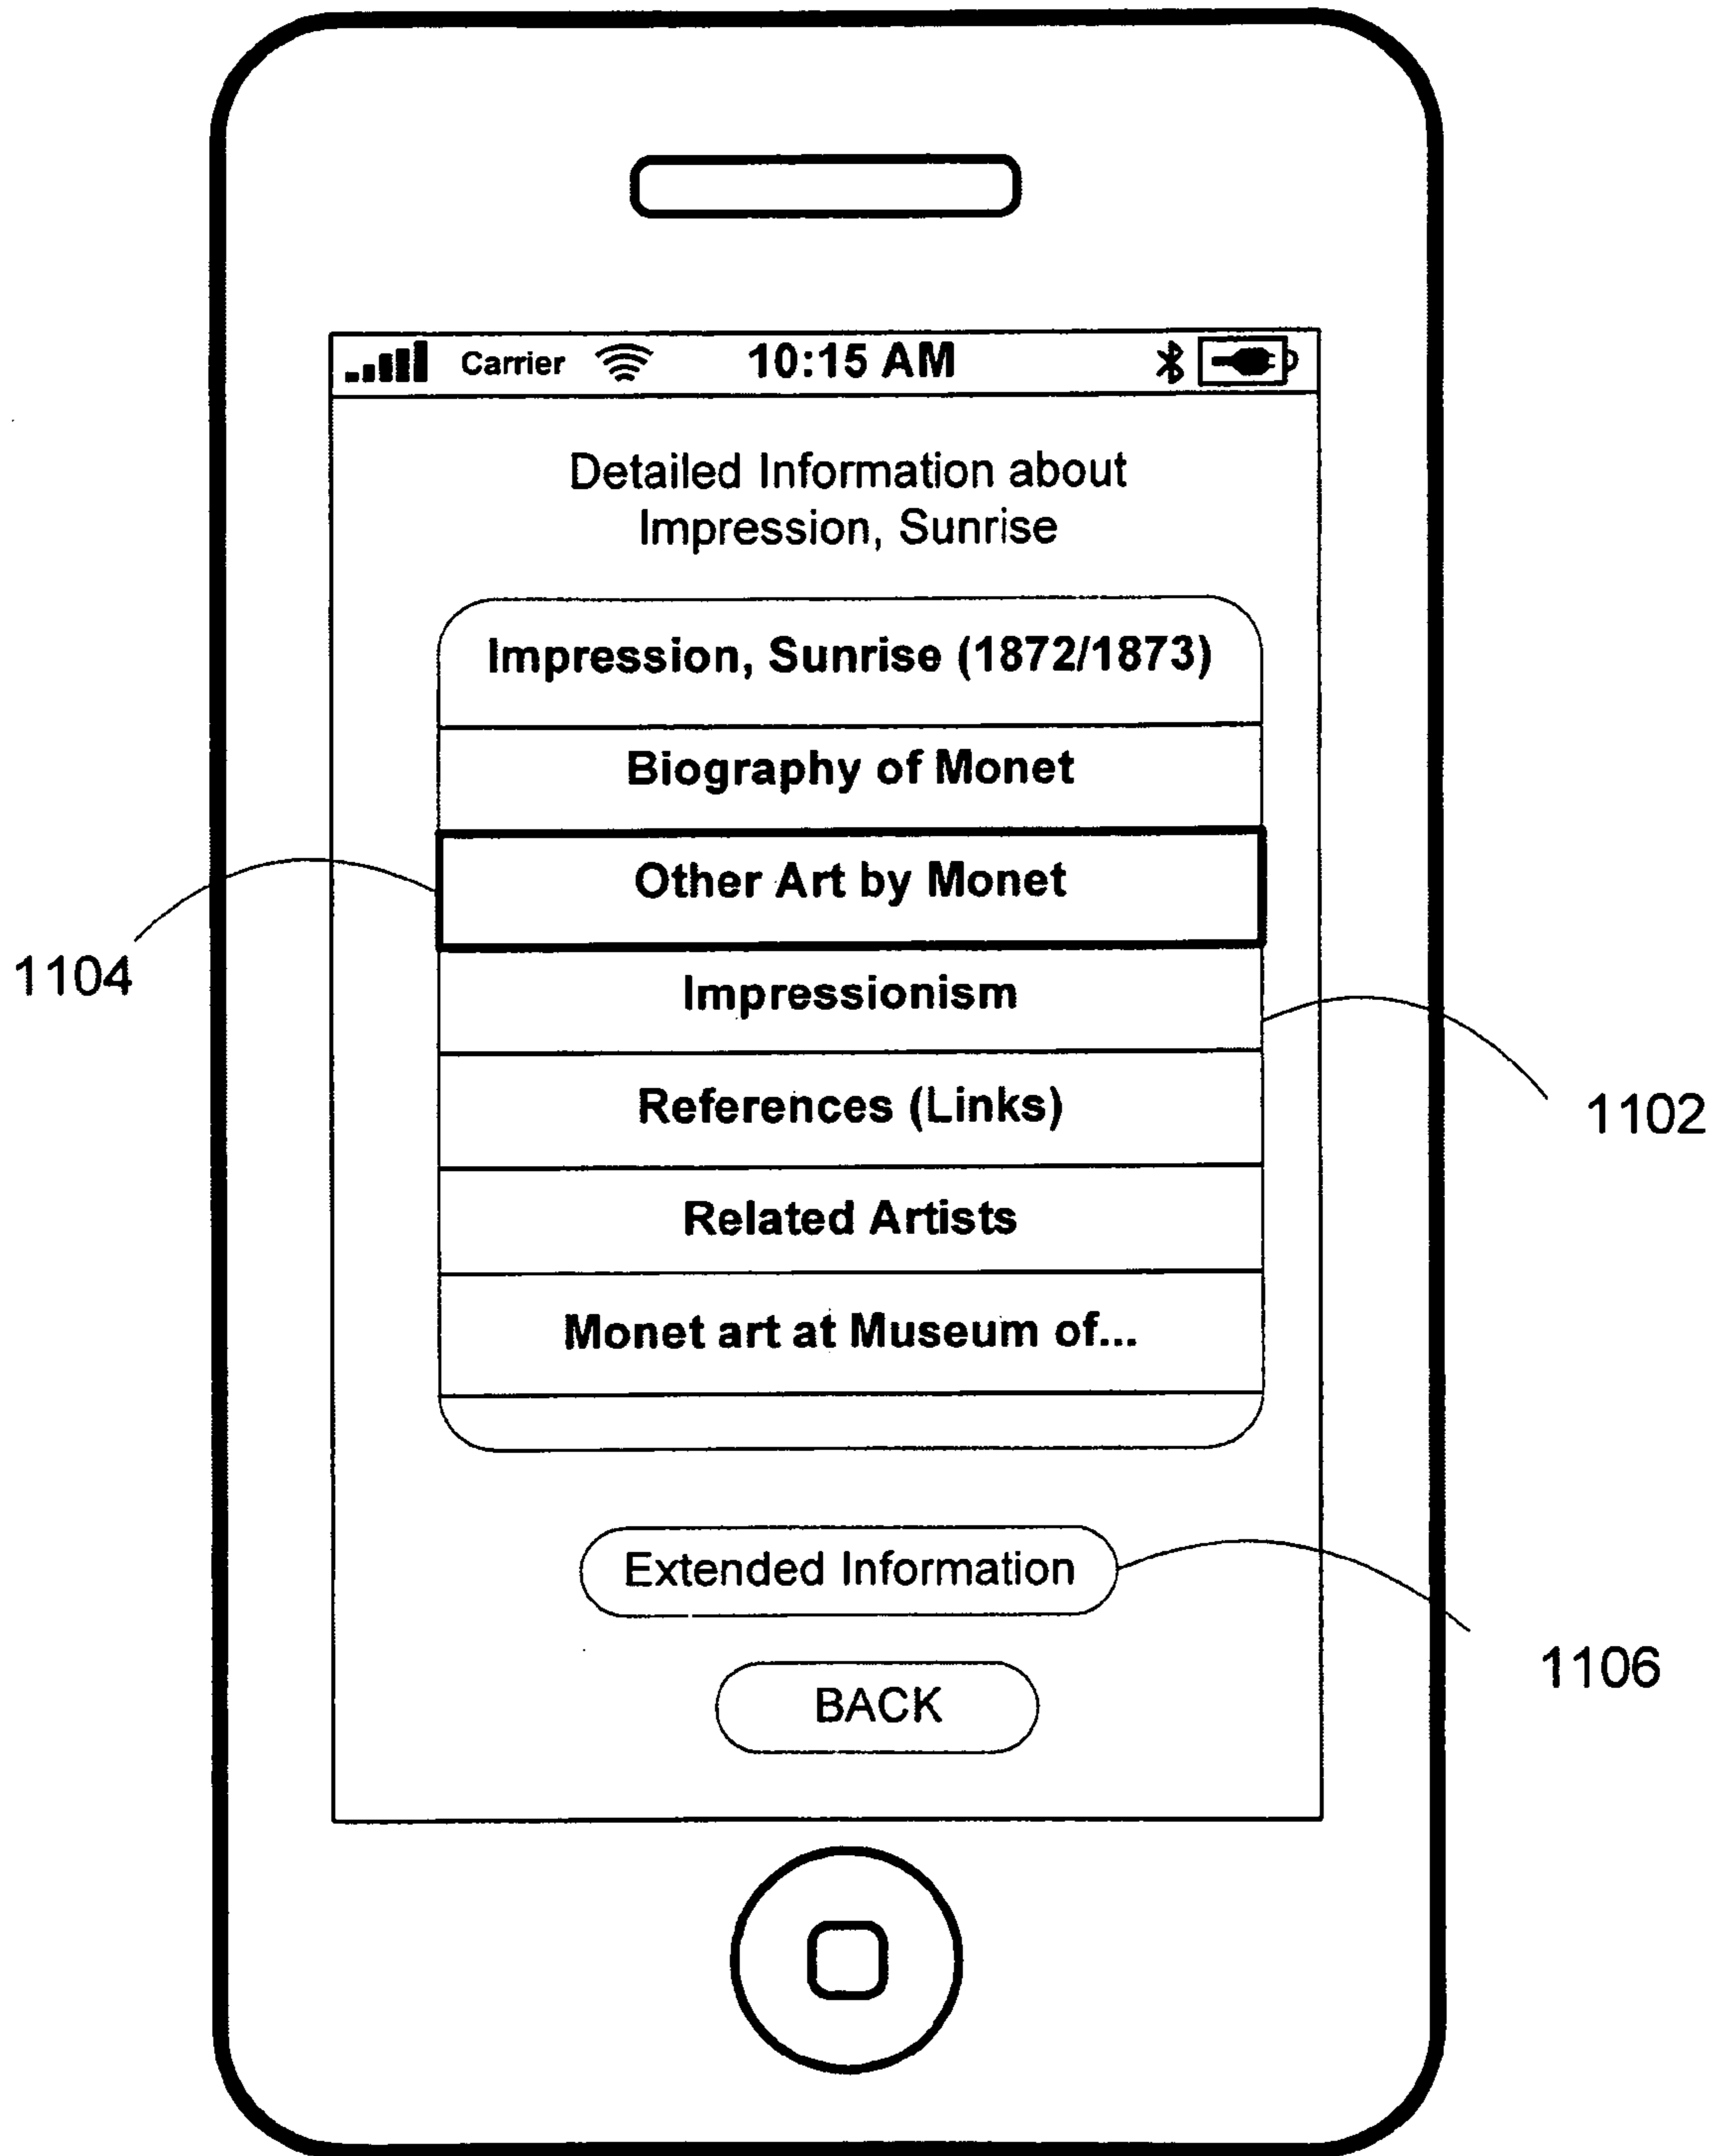 Carrier 10:15 AM
Detailed Information about
Impression, Sunrise
Impression, Sunrise (1872/1873)
Biography of Monet
Other Art by Monet
1104
Impressionism
References (Links)
1102
Related Artists
Monet art at Museum of...
Extended Information
1106
BACK